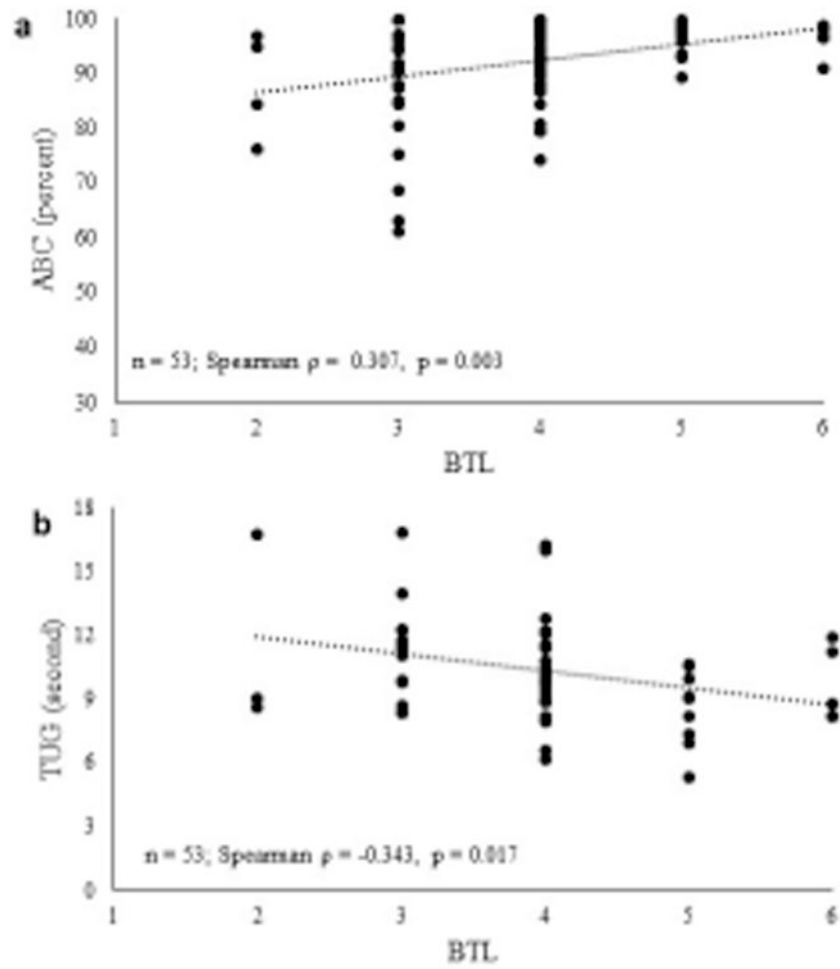 a
100
90
80
70
60
50
40
30
ABC (percent)
n = 53; Spearman ρ = 0.307, p = 0.003
1 2 3 4 5 6
BTL
b
18
15
12
9
6
3
0
TUG (second)
n = 53; Spearman ρ = -0.343, p = 0.017
1 2 3 4 5 6
BTL